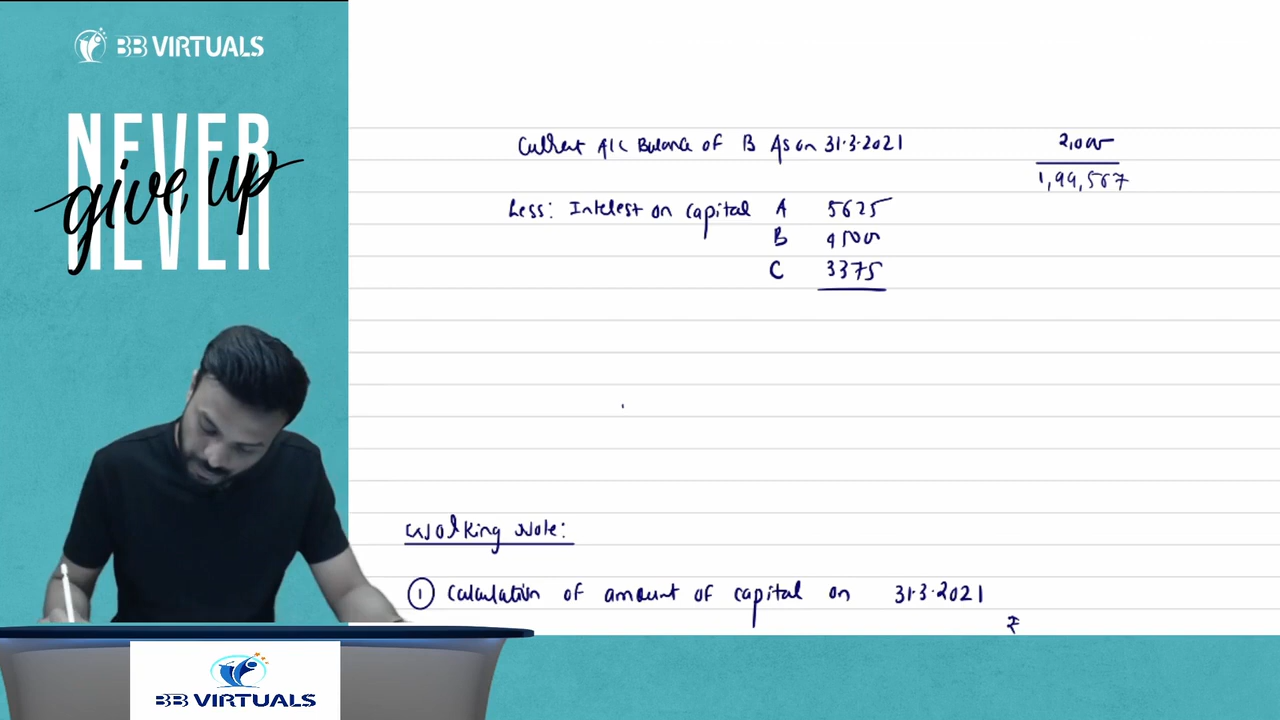 BB VIRTUALS
NEVER
give up
NEVER
Current A/c Balance of B As on 31·3·2021 2,000
1,99,567
Less: Interest on capital A 5625
B 4500
C 3375
Working Note:
① Calculation of amount of capital on 31·3·2021
₹
BB VIRTUALS